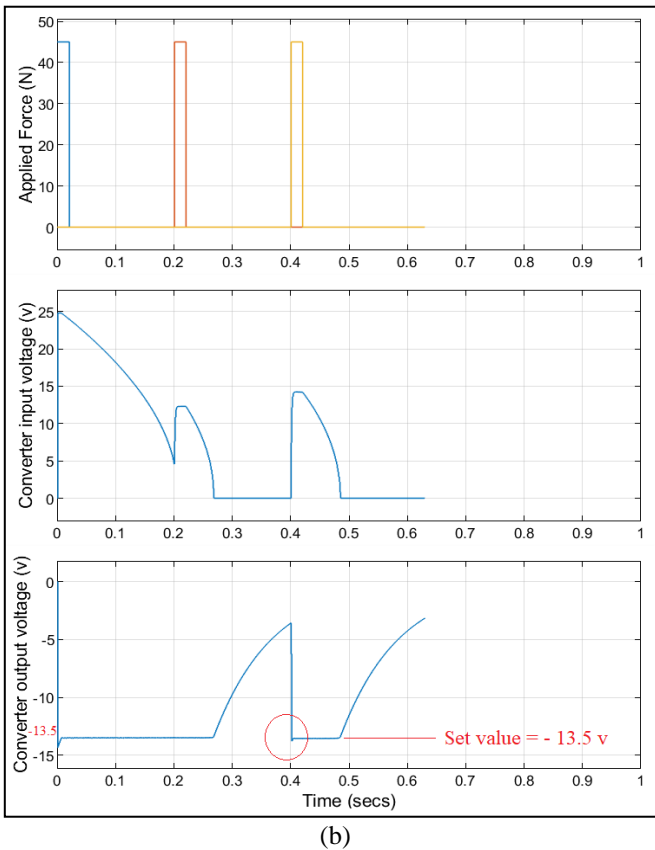 50
40
30
20
10
0
Applied Force (N)
0 0.1 0.2 0.3 0.4 0.5 0.6 0.7 0.8 0.9 1
25
20
15
10
5
0
Converter input voltage (v)
0 0.1 0.2 0.3 0.4 0.5 0.6 0.7 0.8 0.9 1
0
-5
-10
-13.5
-15
Converter output voltage (v)
Set value = - 13.5 v
0 0.1 0.2 0.3 0.4 0.5 0.6 0.7 0.8 0.9 1
Time (secs)
(b)